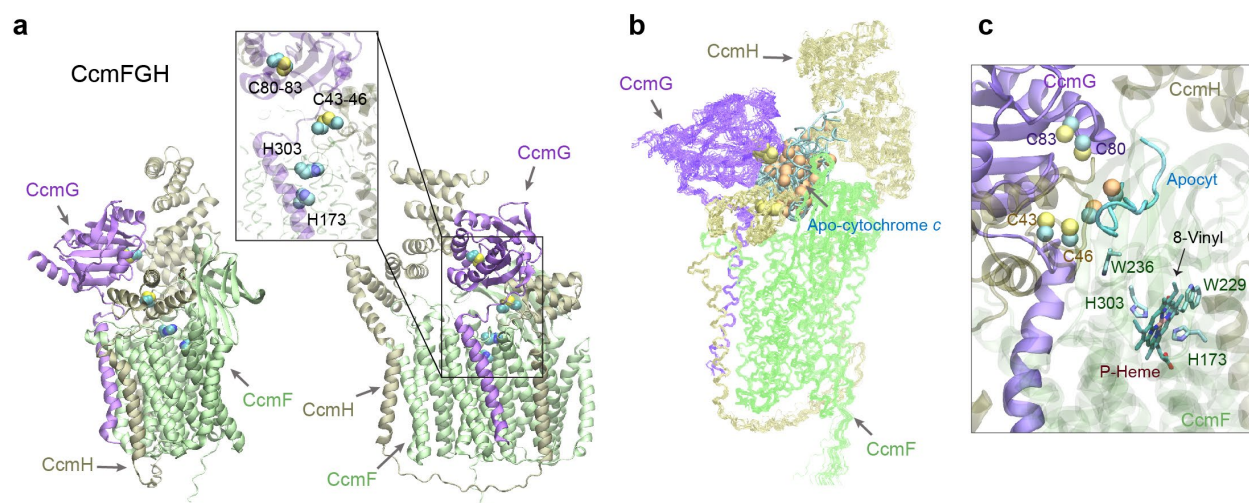 a
CcmFGH
C80-83
C43-46
H303
H173
CcmG
CcmG
CcmF
CcmH
CcmH
CcmF
b
CcmH
CcmG
Apo-cytochrome c
CcmF
c
CcmG
CcmH
C83
C80
Apocyt
C43
C46
8-Vinyl
W236
W229
H303
H173
P-Heme
CcmF